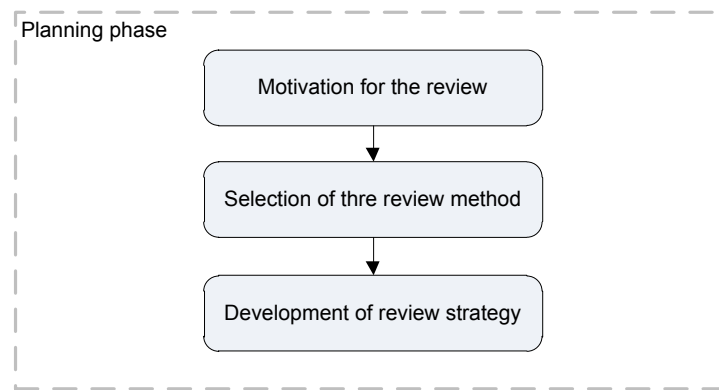 Planning phase
Motivation for the review
Selection of thre review method
Development of review strategy